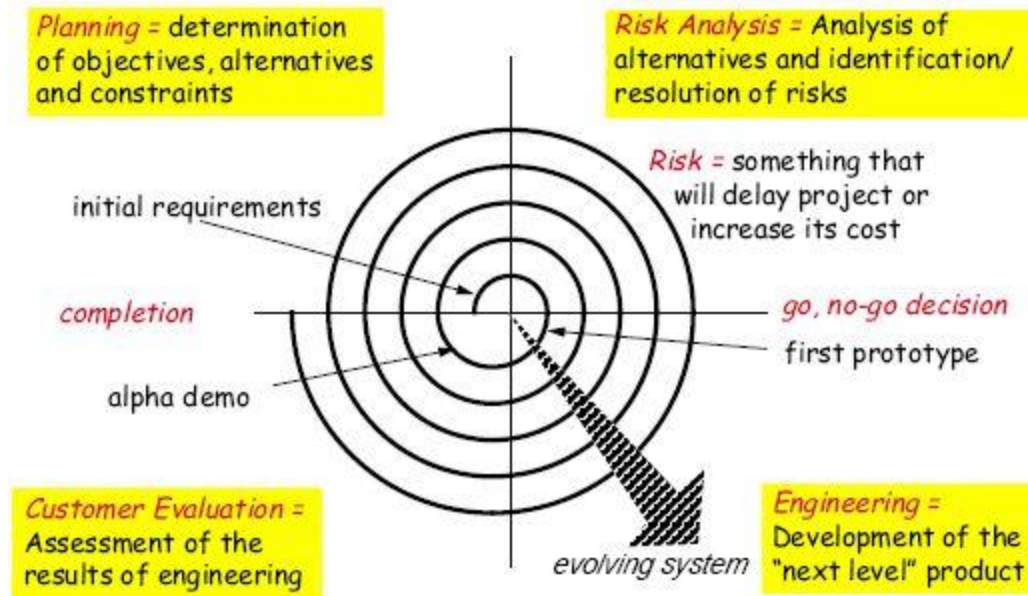 Planning = determination
of objectives, alternatives
and constraints
Risk Analysis = Analysis of
alternatives and identification/
resolution of risks
Risk = something that
will delay project or
increase its cost
initial requirements
completion
go, no-go decision
first prototype
alpha demo
Customer Evaluation =
Assessment of the
results of engineering
evolving system
Engineering =
Development of the
"next level" product